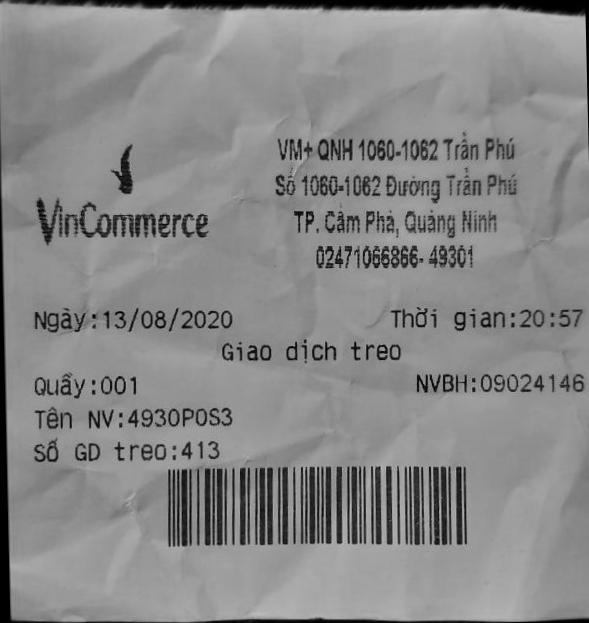 VinCommerce
VM+ QNH 1060-1062 Trần Phú
Số 1060-1062 Đường Trần Phú
TP. Cẩm Phả, Quảng Ninh
02471066866- 49301
Ngày:13/08/2020 Thời gian:20:57
Giao dịch treo
Quầy:001 NVBH:09024146
Tên NV:4930POS3
Số GD treo:413